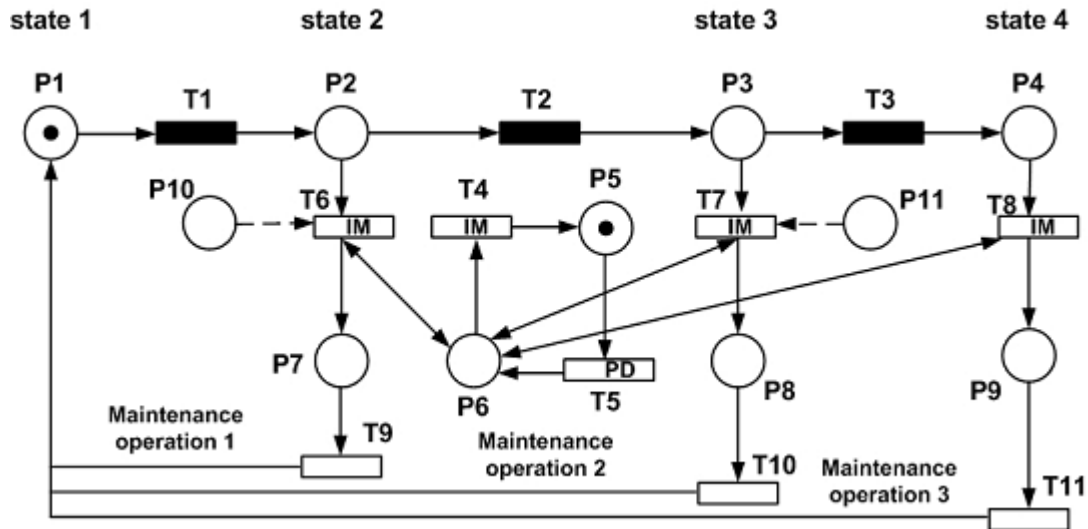 state 1
state 2
state 3
state 4
P1
T1
P2
T2
P3
T3
P4
P10
T6
IM
T4
IM
P5
T7
IM
P11
T8
IM
P7
P6
PD
T5
P8
P9
Maintenance
operation 1
T9
Maintenance
operation 2
T10
Maintenance
operation 3
T11